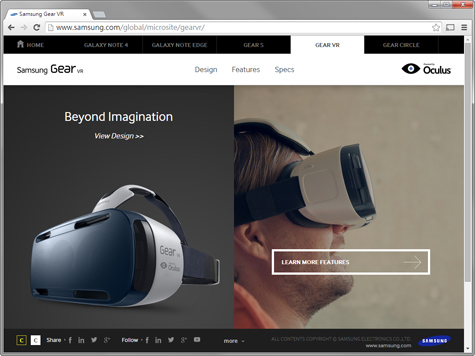 Samsung Gear VR
www.samsung.com/global/microsite/gearvr/
HOME
GALAXY NOTE 4
GALAXY NOTE EDGE
GEAR S
GEAR VR
GEAR CIRCLE
Samsung Gear VR
Design
Features
Specs
Oculus
Beyond Imagination
View Design >>
Gear VR
Oculus
LEARN MORE FEATURES
C
C
Share
Follow
more
ALL CONTENTS COPYRIGHT © SAMSUNG ELECTRONICS CO.,LTD.
www.samsung.com
SAMSUNG